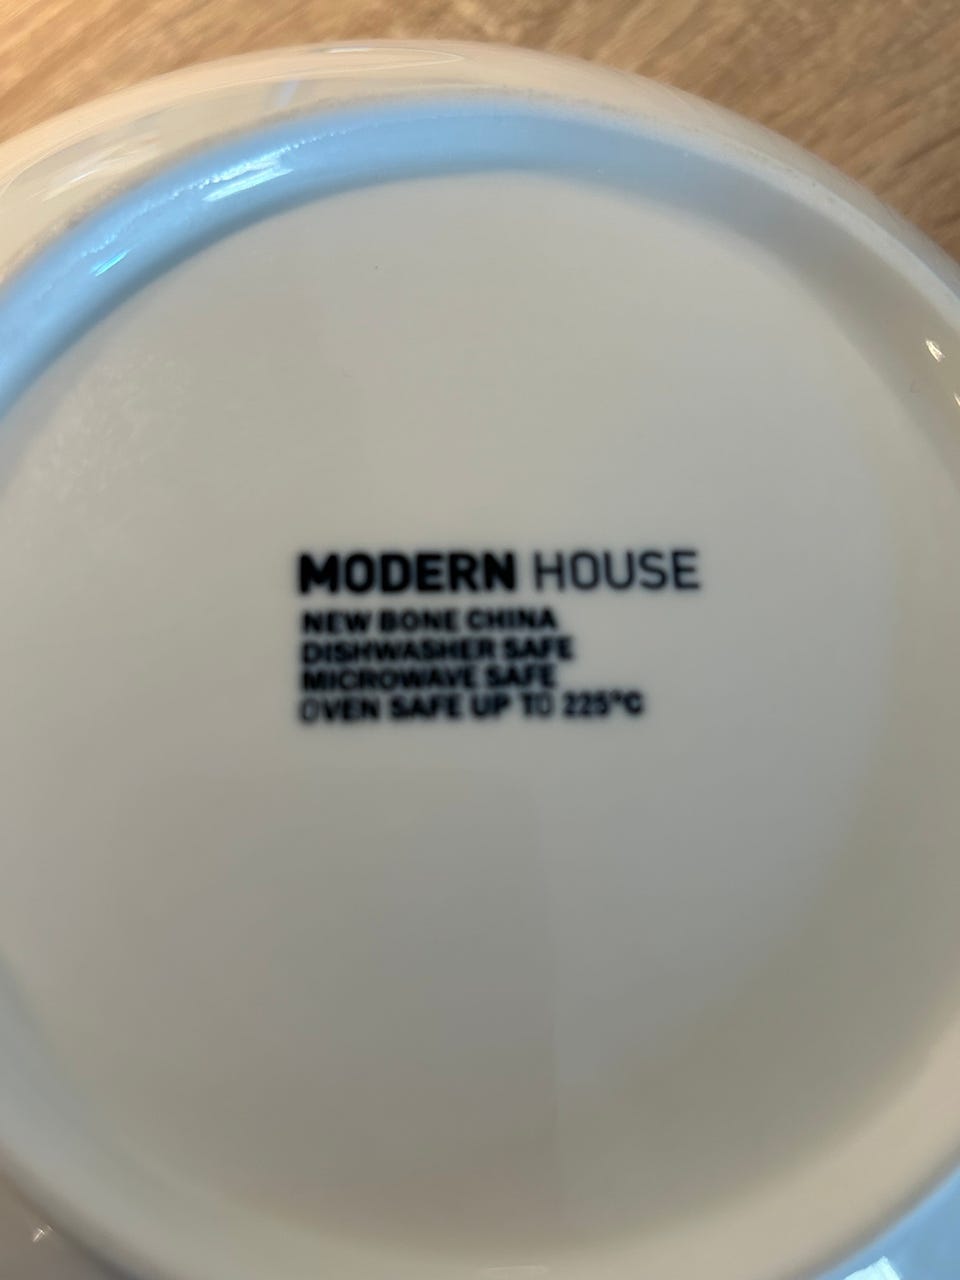 MODERN HOUSE
NEW BONE CHINA
DISHWASHER SAFE
MICROWAVE SAFE
OVEN SAFE UP TO 225°C